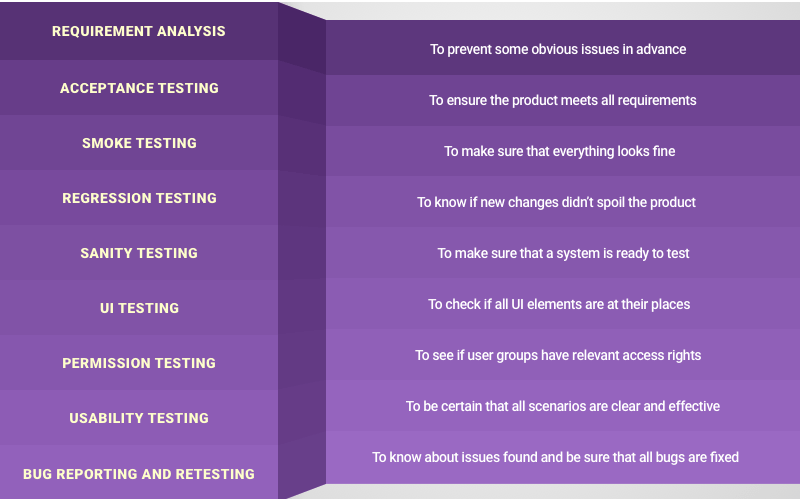 REQUIREMENT ANALYSIS
To prevent some obvious issues in advance
ACCEPTANCE TESTING
To ensure the product meets all requirements
SMOKE TESTING
To make sure that everything looks fine
REGRESSION TESTING
To know if new changes didn't spoil the product
SANITY TESTING
To make sure that a system is ready to test
UI TESTING
To check if all UI elements are at their places
PERMISSION TESTING
To see if user groups have relevant access rights
USABILITY TESTING
To be certain that all scenarios are clear and effective
BUG REPORTING AND RETESTING
To know about issues found and be sure that all bugs are fixed